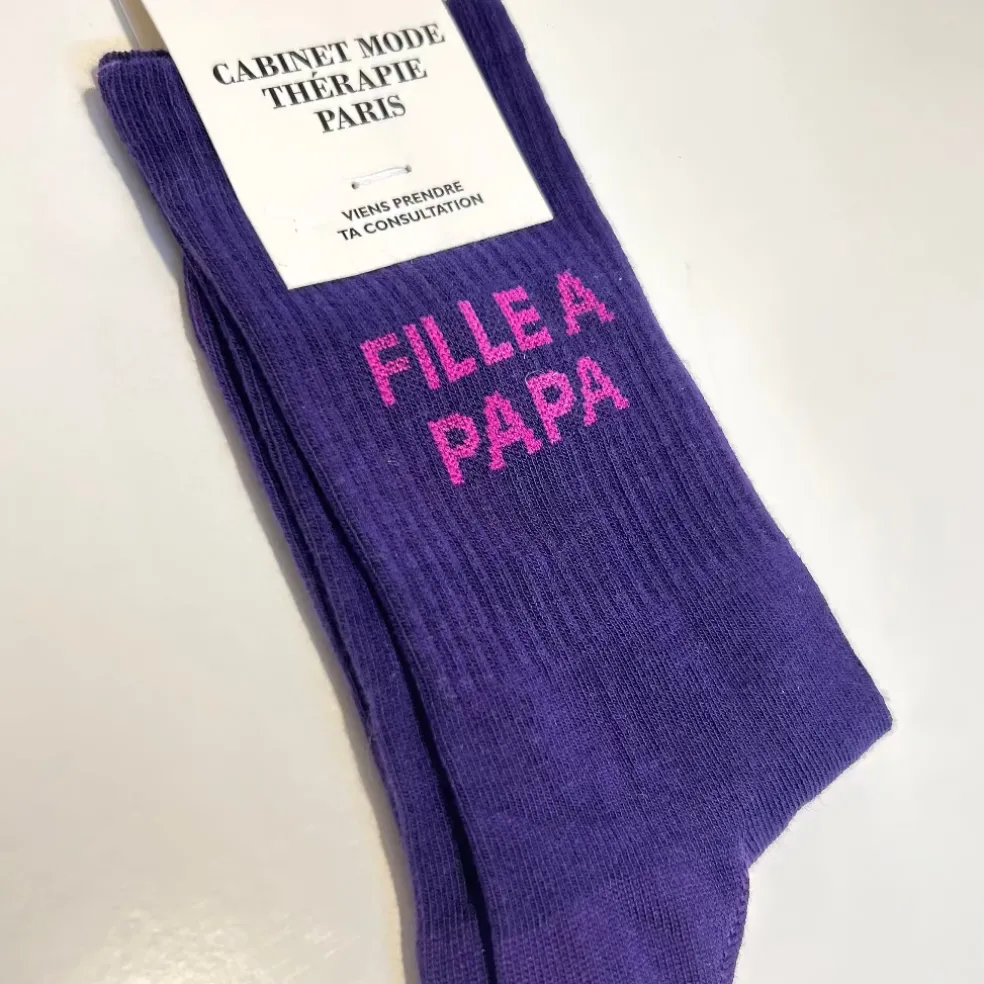 CABINET MODE
THÉRAPIE
PARIS
VIENS PRENDRE
TA CONSULTATION
FILLE A
PAPA